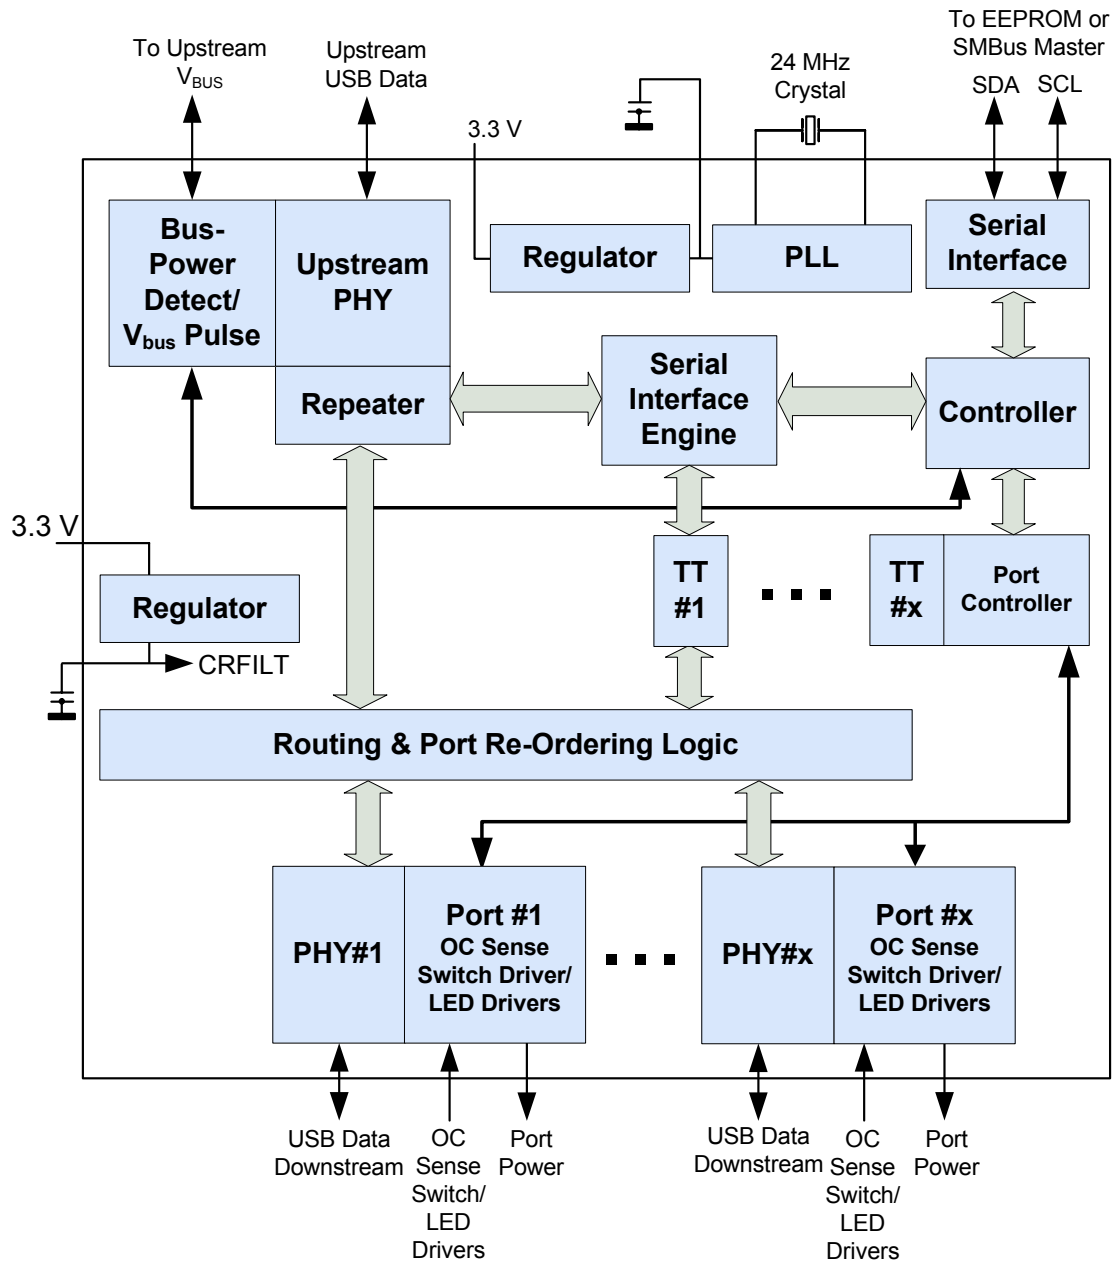 To Upstream
VBUS
Upstream
USB Data
3.3 V
24 MHz
Crystal
To EEPROM or
SMBus Master
SDA SCL
Bus-
Power
Detect/
Vbus Pulse
Upstream
PHY
Repeater
Regulator
PLL
Serial
Interface
Serial
Interface
Engine
Controller
3.3 V
Regulator
CRFILT
TT
#1
TT
#x
Port
Controller
Routing & Port Re-Ordering Logic
PHY#1
Port #1
OC Sense
Switch Driver/
LED Drivers
PHY#x
Port #x
OC Sense
Switch Driver/
LED Drivers
USB Data
Downstream
OC
Sense
Switch/
LED
Drivers
Port
Power
USB Data
Downstream
OC
Sense
Switch/
LED
Drivers
Port
Power